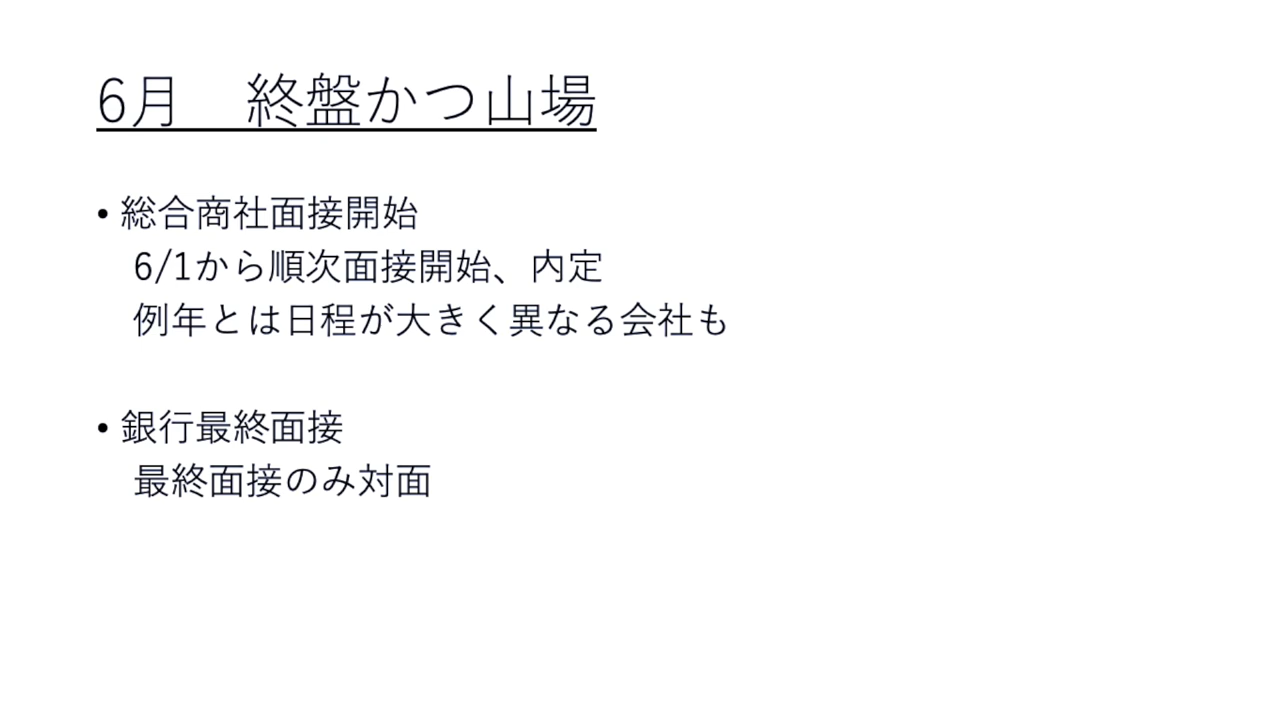 6月　終盤かつ山場
• 総合商社面接開始
6/1から順次面接開始、内定
例年とは日程が大きく異なる会社も
• 銀行最終面接
最終面接のみ対面